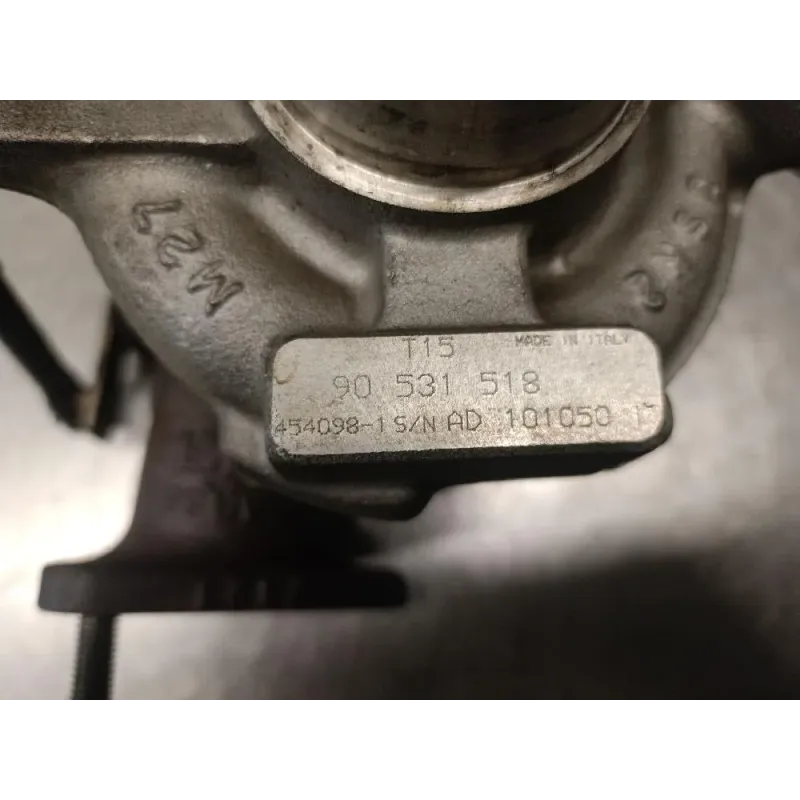 M27
T15 MADE IN ITALY
90 531 518
454098-1 S/N AD 101050